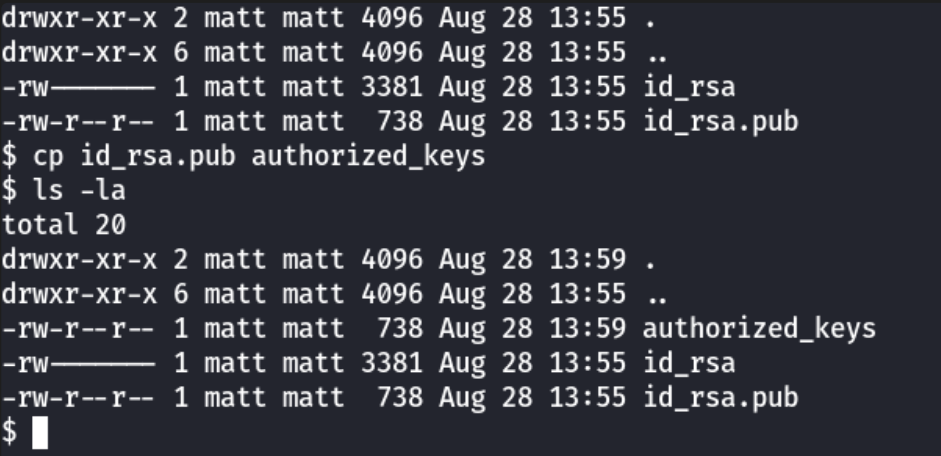 drwxr-xr-x 2 matt matt 4096 Aug 28 13:55 .
drwxr-xr-x 6 matt matt 4096 Aug 28 13:55 ..
-rw------- 1 matt matt 3381 Aug 28 13:55 id_rsa
-rw-r--r-- 1 matt matt  738 Aug 28 13:55 id_rsa.pub
$ cp id_rsa.pub authorized_keys
$ ls -la
total 20
drwxr-xr-x 2 matt matt 4096 Aug 28 13:59 .
drwxr-xr-x 6 matt matt 4096 Aug 28 13:55 ..
-rw-r--r-- 1 matt matt  738 Aug 28 13:59 authorized_keys
-rw------- 1 matt matt 3381 Aug 28 13:55 id_rsa
-rw-r--r-- 1 matt matt  738 Aug 28 13:55 id_rsa.pub
$